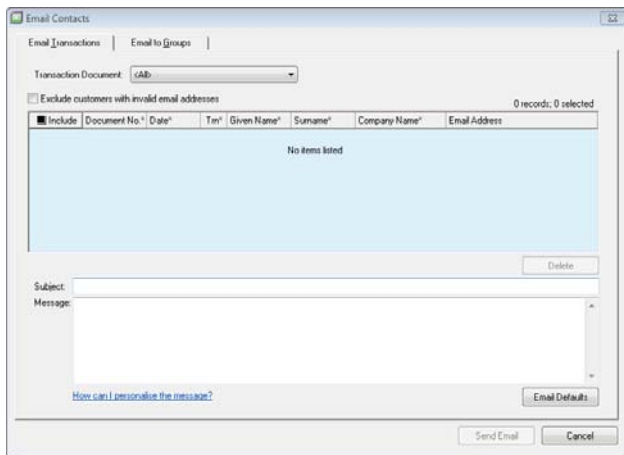 Email Contacts
Email Transactions Email to Groups
Transaction Document: <All>
Exclude customers with invalid email addresses
0 records; 0 selected
Include Document No.^ Date^ Trn^ Given Name^ Surname^ Company Name^ Email Address
No items listed
Delete
Subject:
Message:
How can I personalise the message?
Email Defaults
Send Email Cancel